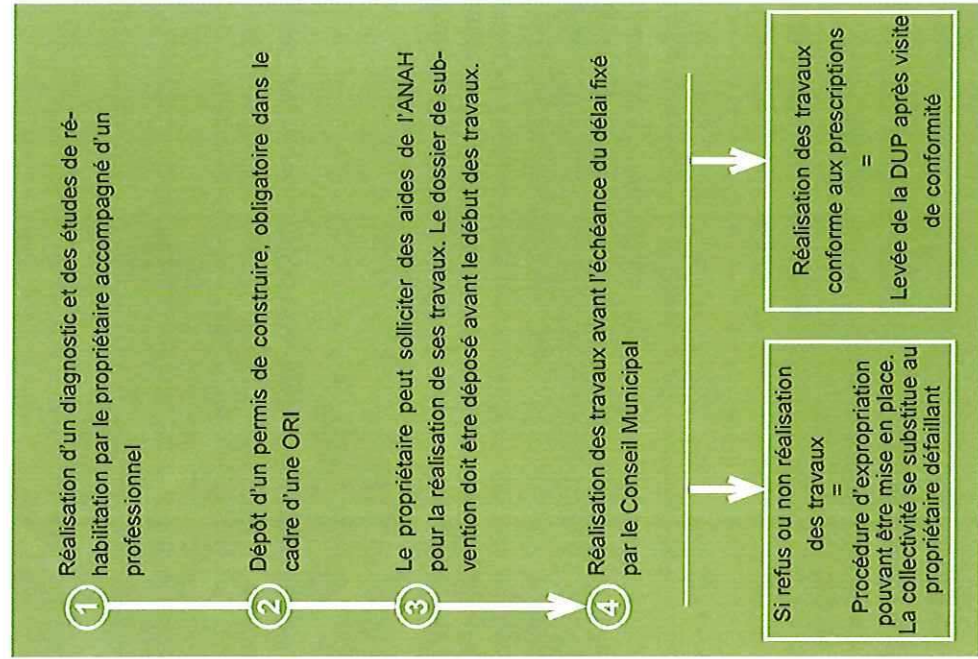 1
Réalisation d'un diagnostic et des études de ré-
habilitation par le propriétaire accompagné d'un
professionnel
2
Dépôt d'un permis de construire, obligatoire dans le
cadre d'une ORI
3
Le propriétaire peut solliciter des aides de l'ANAH
pour la réalisation de ses travaux. Le dossier de sub-
vention doit être déposé avant le début des travaux.
4
Réalisation des travaux avant l'échéance du délai fixé
par le Conseil Municipal
Si refus ou non réalisation
des travaux
=
Procédure d'expropriation
pouvant être mise en place.
La collectivité se substitue au
propriétaire défaillant
Réalisation des travaux
conforme aux prescriptions
=
Levée de la DUP après visite
de conformité